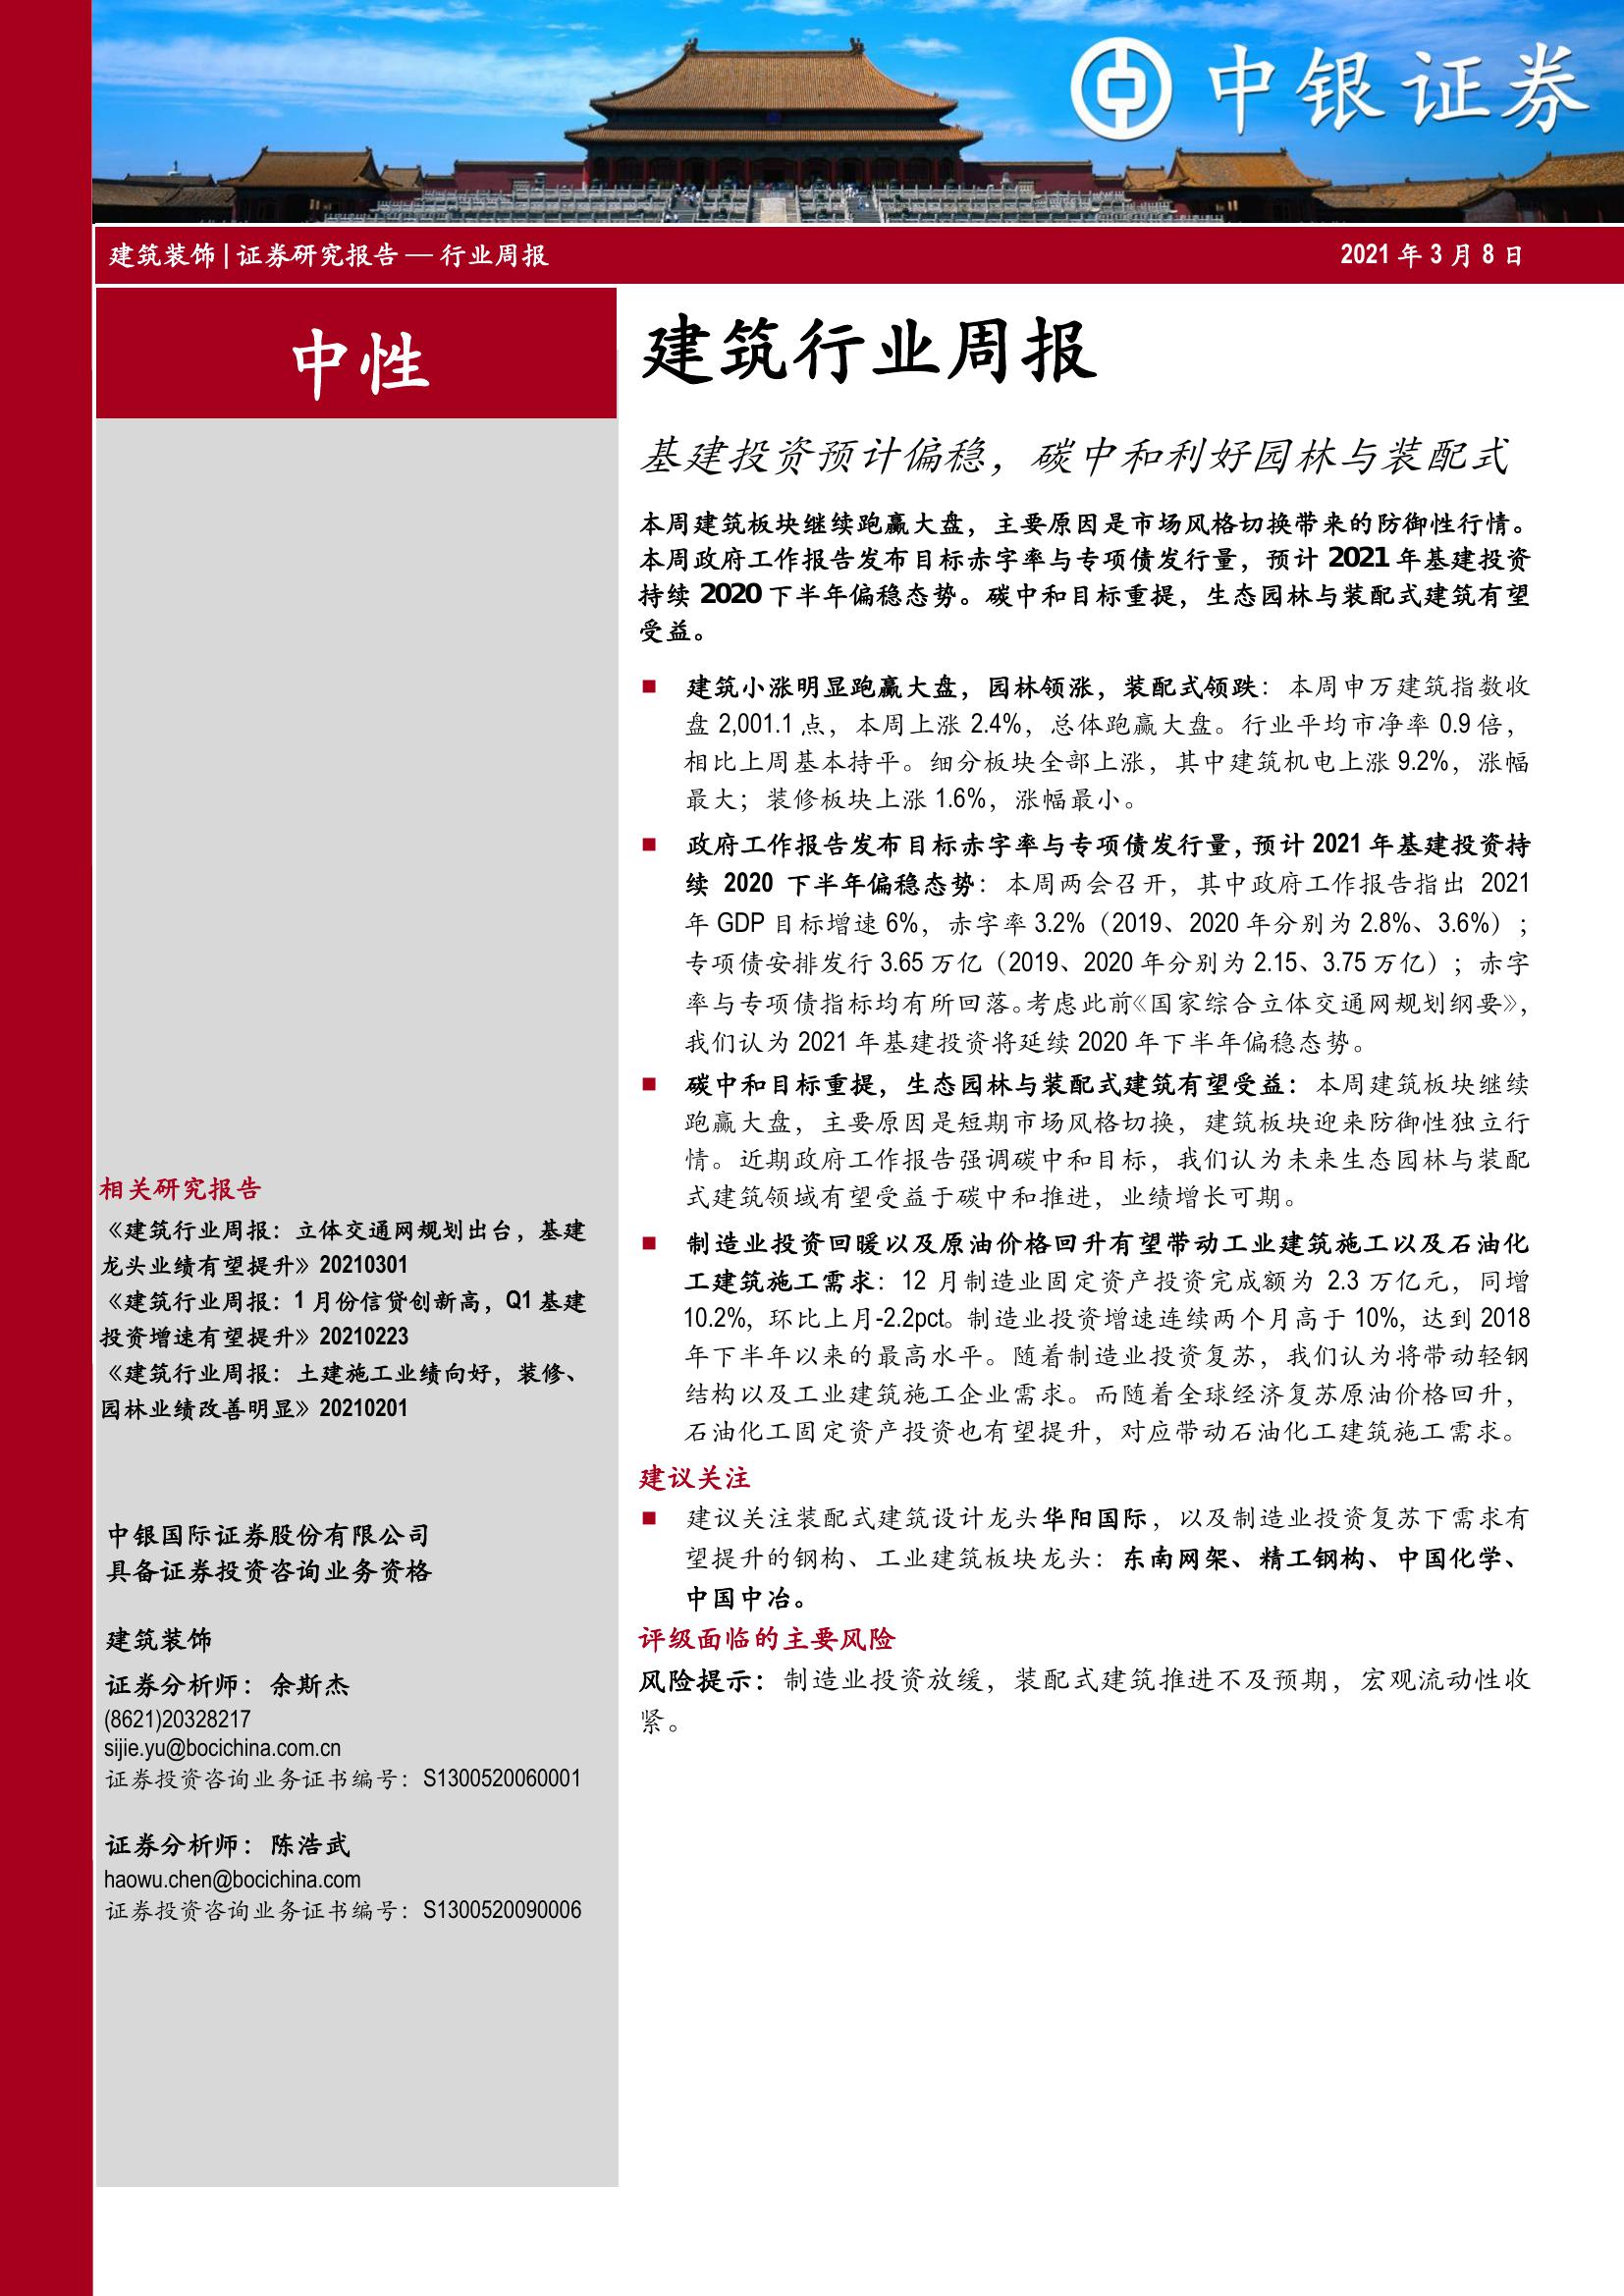 中银证券
建筑装饰 | 证券研究报告 — 行业周报
2021 年 3 月 8 日
中性
建筑行业周报
基建投资预计偏稳，碳中和利好园林与装配式
本周建筑板块继续跑赢大盘，主要原因是市场风格切换带来的防御性行情。
本周政府工作报告发布目标赤字率与专项债发行量，预计 2021 年基建投资
持续 2020 下半年偏稳态势。碳中和目标重提，生态园林与装配式建筑有望
受益。
■ 建筑小涨明显跑赢大盘，园林领涨，装配式领跌：本周申万建筑指数收
盘 2,001.1 点，本周上涨 2.4%，总体跑赢大盘。行业平均市净率 0.9 倍，
相比上周基本持平。细分板块全部上涨，其中建筑机电上涨 9.2%，涨幅
最大；装修板块上涨 1.6%，涨幅最小。
■ 政府工作报告发布目标赤字率与专项债发行量，预计 2021 年基建投资持
续 2020 下半年偏稳态势：本周两会召开，其中政府工作报告指出 2021
年 GDP 目标增速 6%，赤字率 3.2%（2019、2020 年分别为 2.8%、3.6%）；
专项债安排发行 3.65 万亿（2019、2020 年分别为 2.15、3.75 万亿）；赤字
率与专项债指标均有所回落。考虑此前《国家综合立体交通网规划纲要》，
我们认为 2021 年基建投资将延续 2020 年下半年偏稳态势。
■ 碳中和目标重提，生态园林与装配式建筑有望受益：本周建筑板块继续
跑赢大盘，主要原因是短期市场风格切换，建筑板块迎来防御性独立行
情。近期政府工作报告强调碳中和目标，我们认为未来生态园林与装配
式建筑领域有望受益于碳中和推进，业绩增长可期。
■ 制造业投资回暖以及原油价格回升有望带动工业建筑施工以及石油化
工建筑施工需求：12 月制造业固定资产投资完成额为 2.3 万亿元，同增
10.2%，环比上月-2.2pct。制造业投资增速连续两个月高于 10%，达到 2018
年下半年以来的最高水平。随着制造业投资复苏，我们认为将带动轻钢
结构以及工业建筑施工企业需求。而随着全球经济复苏原油价格回升，
石油化工固定资产投资也有望提升，对应带动石油化工建筑施工需求。
建议关注
■ 建议关注装配式建筑设计龙头华阳国际，以及制造业投资复苏下需求有
望提升的钢构、工业建筑板块龙头：东南网架、精工钢构、中国化学、
中国中冶。
评级面临的主要风险
风险提示：制造业投资放缓，装配式建筑推进不及预期，宏观流动性收
紧。
相关研究报告
《建筑行业周报：立体交通网规划出台，基建
龙头业绩有望提升》20210301
《建筑行业周报：1 月份信贷创新高，Q1 基建
投资增速有望提升》20210223
《建筑行业周报：土建施工业绩向好，装修、
园林业绩改善明显》20210201
中银国际证券股份有限公司
具备证券投资咨询业务资格
建筑装饰
证券分析师：余斯杰
(8621)20328217
sijie.yu@bocichina.com.cn
证券投资咨询业务证书编号：S1300520060001
证券分析师：陈浩武
haowu.chen@bocichina.com
证券投资咨询业务证书编号：S1300520090006